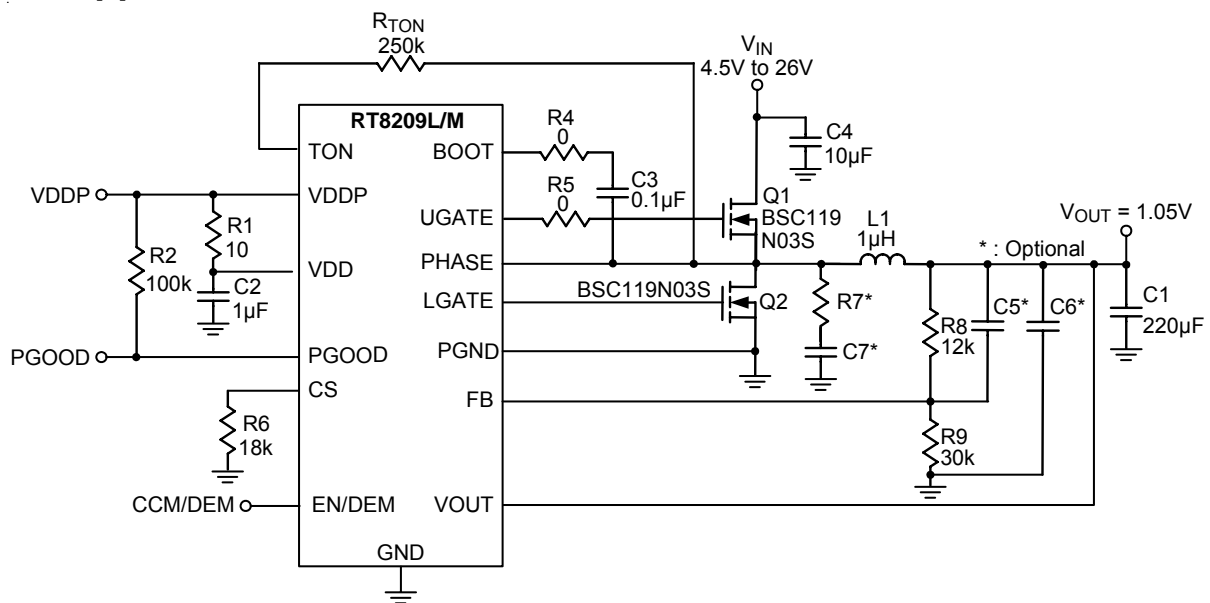 RTON
250k
VIN
4.5V to 26V
RT8209L/M
TON
BOOT
R4
0
C4
10µF
VDDP
VDDP
R1
10
R2
100k
VDD
C2
1µF
UGATE
R5
0
C3
0.1µF
Q1
BSC119
N03S
L1
1µH
VOUT = 1.05V
* : Optional
PHASE
LGATE
BSC119N03S
Q2
R7*
C7*
R8
12k
C5*
C6*
C1
220µF
PGOOD
PGOOD
PGND
CS
R6
18k
FB
R9
30k
CCM/DEM
EN/DEM
VOUT
GND